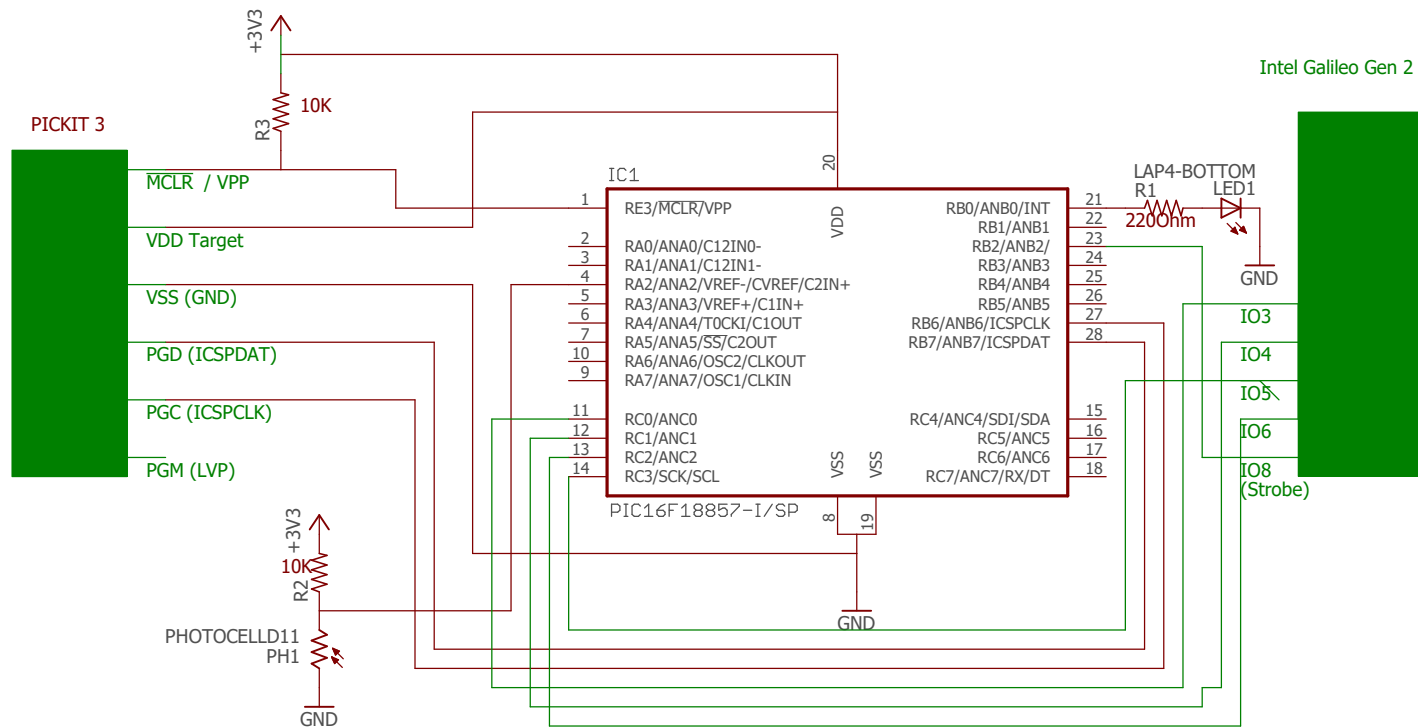 +3V3
Intel Galileo Gen 2
10K
R3
PICKIT 3
MCLR / VPP
VDD Target
VSS (GND)
PGD (ICSPDAT)
PGC (ICSPCLK)
PGM (LVP)
IC1
20
VDD
1 RE3/MCLR/VPP
2 RA0/ANA0/C12IN0-
3 RA1/ANA1/C12IN1-
4 RA2/ANA2/VREF-/CVREF/C2IN+
5 RA3/ANA3/VREF+/C1IN+
6 RA4/ANA4/T0CKI/C1OUT
7 RA5/ANA5/SS/C2OUT
10 RA6/ANA6/OSC2/CLKOUT
9 RA7/ANA7/OSC1/CLKIN
11 RC0/ANC0
12 RC1/ANC1
13 RC2/ANC2
14 RC3/SCK/SCL
RB0/ANB0/INT 21
RB1/ANB1 22
RB2/ANB2/ 23
RB3/ANB3 24
RB4/ANB4 25
RB5/ANB5 26
RB6/ANB6/ICSPCLK 27
RB7/ANB7/ICSPDAT 28
RC4/ANC4/SDI/SDA 15
RC5/ANC5 16
RC6/ANC6 17
RC7/ANC7/RX/DT 18
VSS
VSS
8
19
PIC16F18857-I/SP
GND
LAP4-BOTTOM
R1
LED1
220Ohm
GND
IO3
IO4
IO5
IO6
IO8
(Strobe)
+3V3
10K
R2
PHOTOCELLD11
PH1
GND